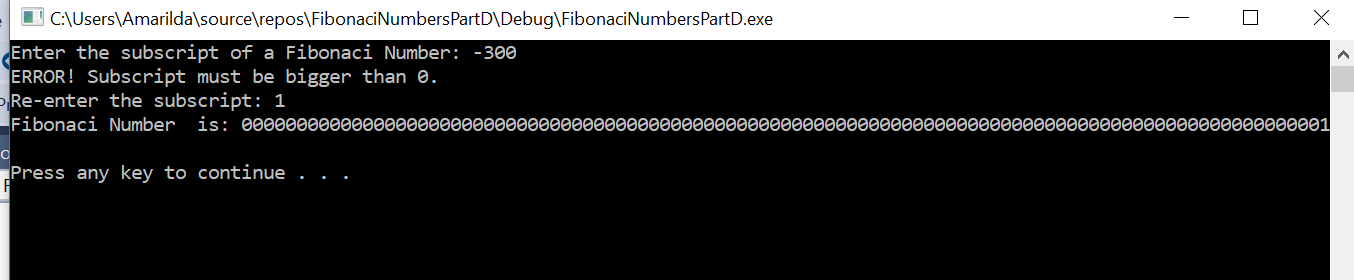 C:\Users\Amarilda\source\repos\FibonaciNumbersPartD\Debug\FibonaciNumbersPartD.exe
Enter the subscript of a Fibonaci Number: -300
ERROR! Subscript must be bigger than 0.
Re-enter the subscript: 1
Fibonaci Number  is: 000000000000000000000000000000000000000000000000000000000000000000000000000000000000000000000000001
Press any key to continue . . .